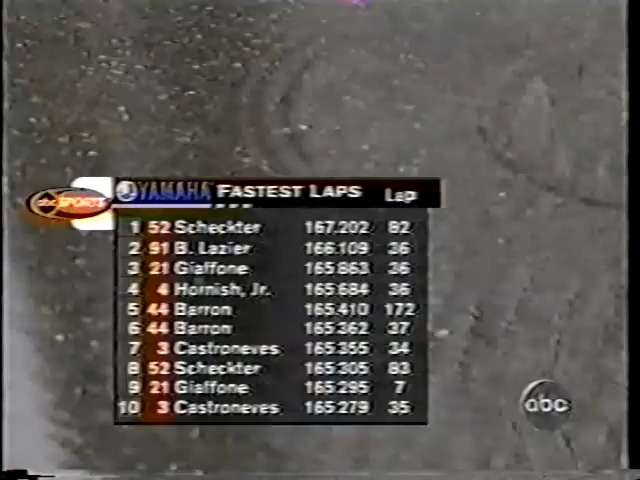 abc SPORTS
YAMAHA FASTEST LAPS Lap
1 52 Scheckter 167.202 82
2 91 B. Lazier 166.109 36
3 21 Giaffone 165.863 36
4 4 Hornish, Jr. 165.684 36
5 44 Barron 165.410 172
6 44 Barron 165.362 37
7 3 Castroneves 165.355 34
8 52 Scheckter 165.305 83
9 21 Giaffone 165.295 7
10 3 Castroneves 165.279 35
abc